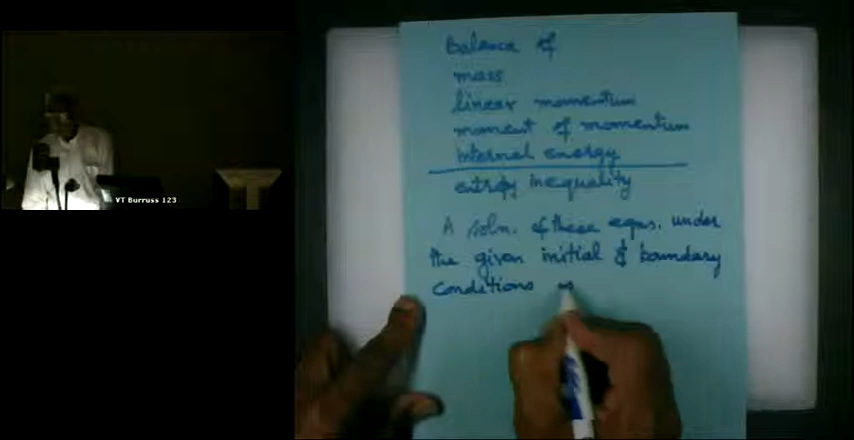 Balance of
mass
linear momentum
moment of momentum
internal energy
entropy inequality
A soln. of these eqns. under
the given initial & boundary
conditions
VT Burruss 123